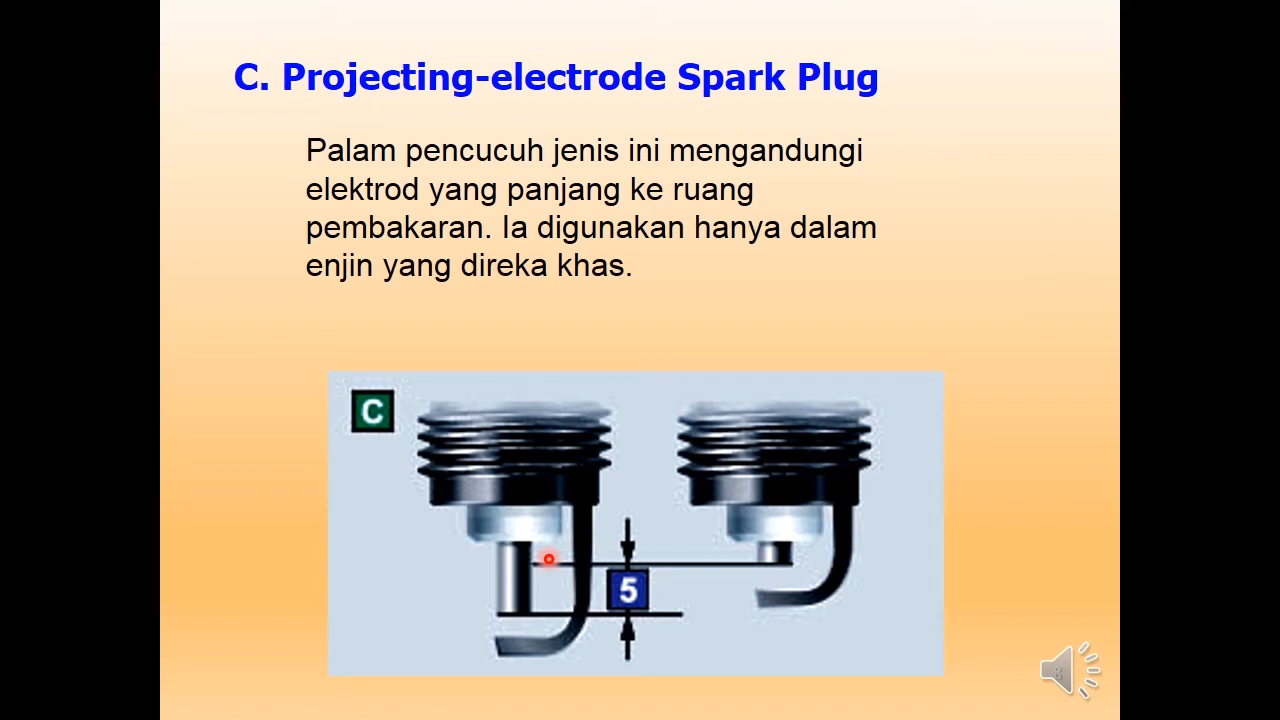 C. Projecting-electrode Spark Plug
Palam pencucuh jenis ini mengandungi
elektrod yang panjang ke ruang
pembakaran. Ia digunakan hanya dalam
enjin yang direka khas.
C
5